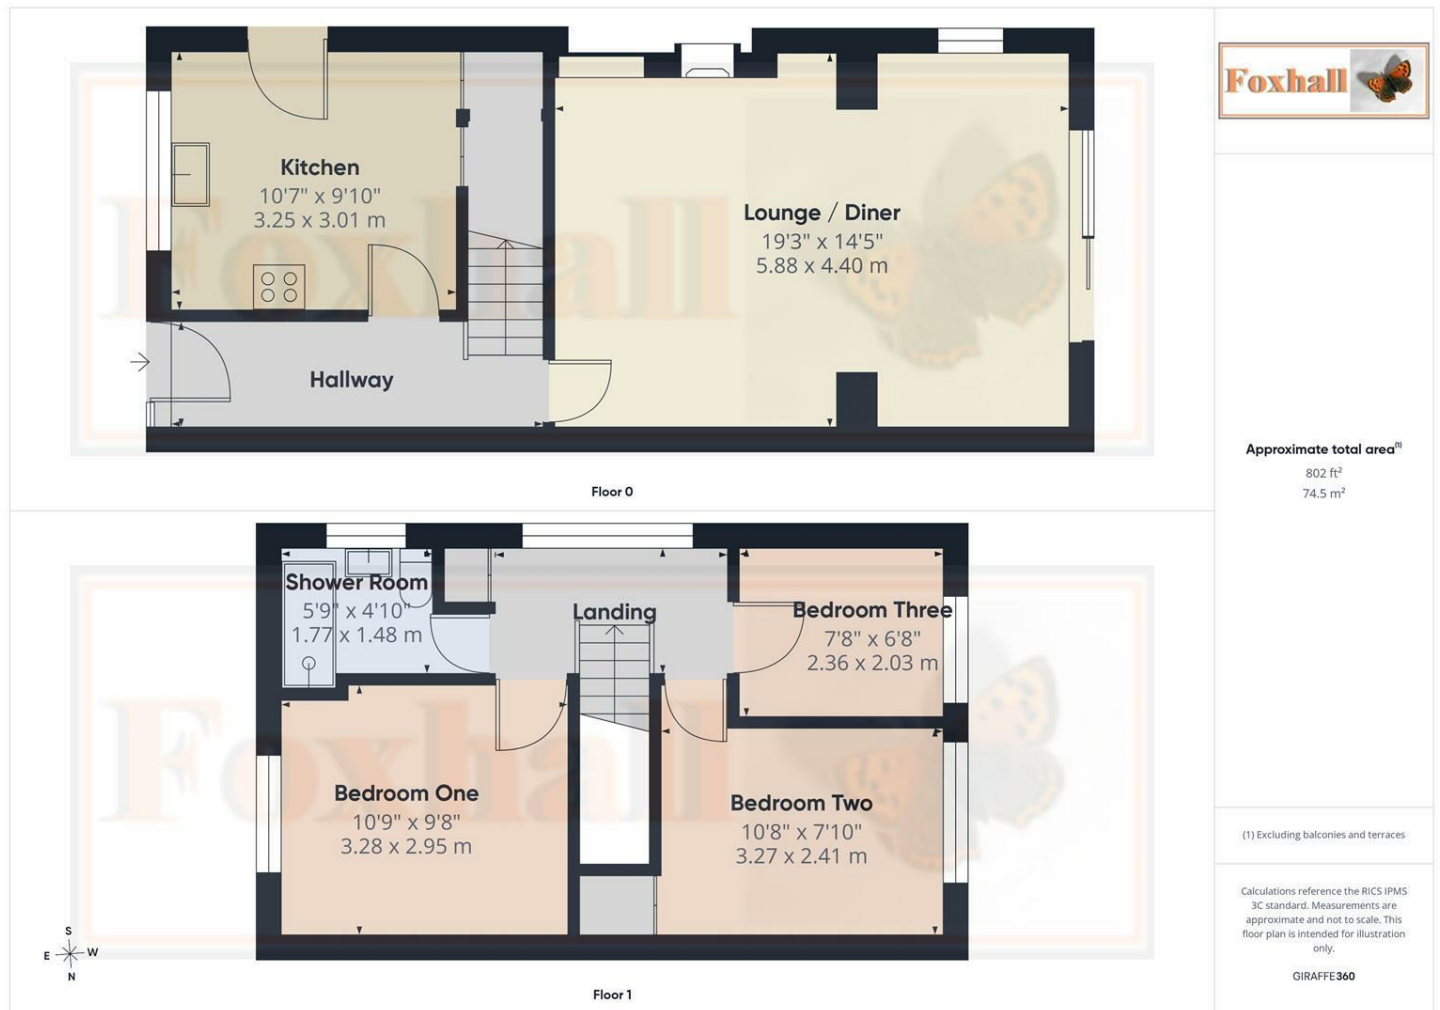 Kitchen
10'7" x 9'10"
3.25 x 3.01 m
Lounge / Diner
19'3" x 14'5"
5.88 x 4.40 m
Hallway
Floor 0
Shower Room
5'9" x 4'10"
1.77 x 1.48 m
Landing
Bedroom Three
7'8" x 6'8"
2.36 x 2.03 m
Bedroom One
10'9" x 9'8"
3.28 x 2.95 m
Bedroom Two
10'8" x 7'10"
3.27 x 2.41 m
S
E W
N
Floor 1
Foxhall
Foxhall
Foxhall
Approximate total area(1)
802 ft²
74.5 m²
(1) Excluding balconies and terraces
Calculations reference the RICS IPMS
3C standard. Measurements are
approximate and not to scale. This
floor plan is intended for illustration
only.
GIRAFFE360